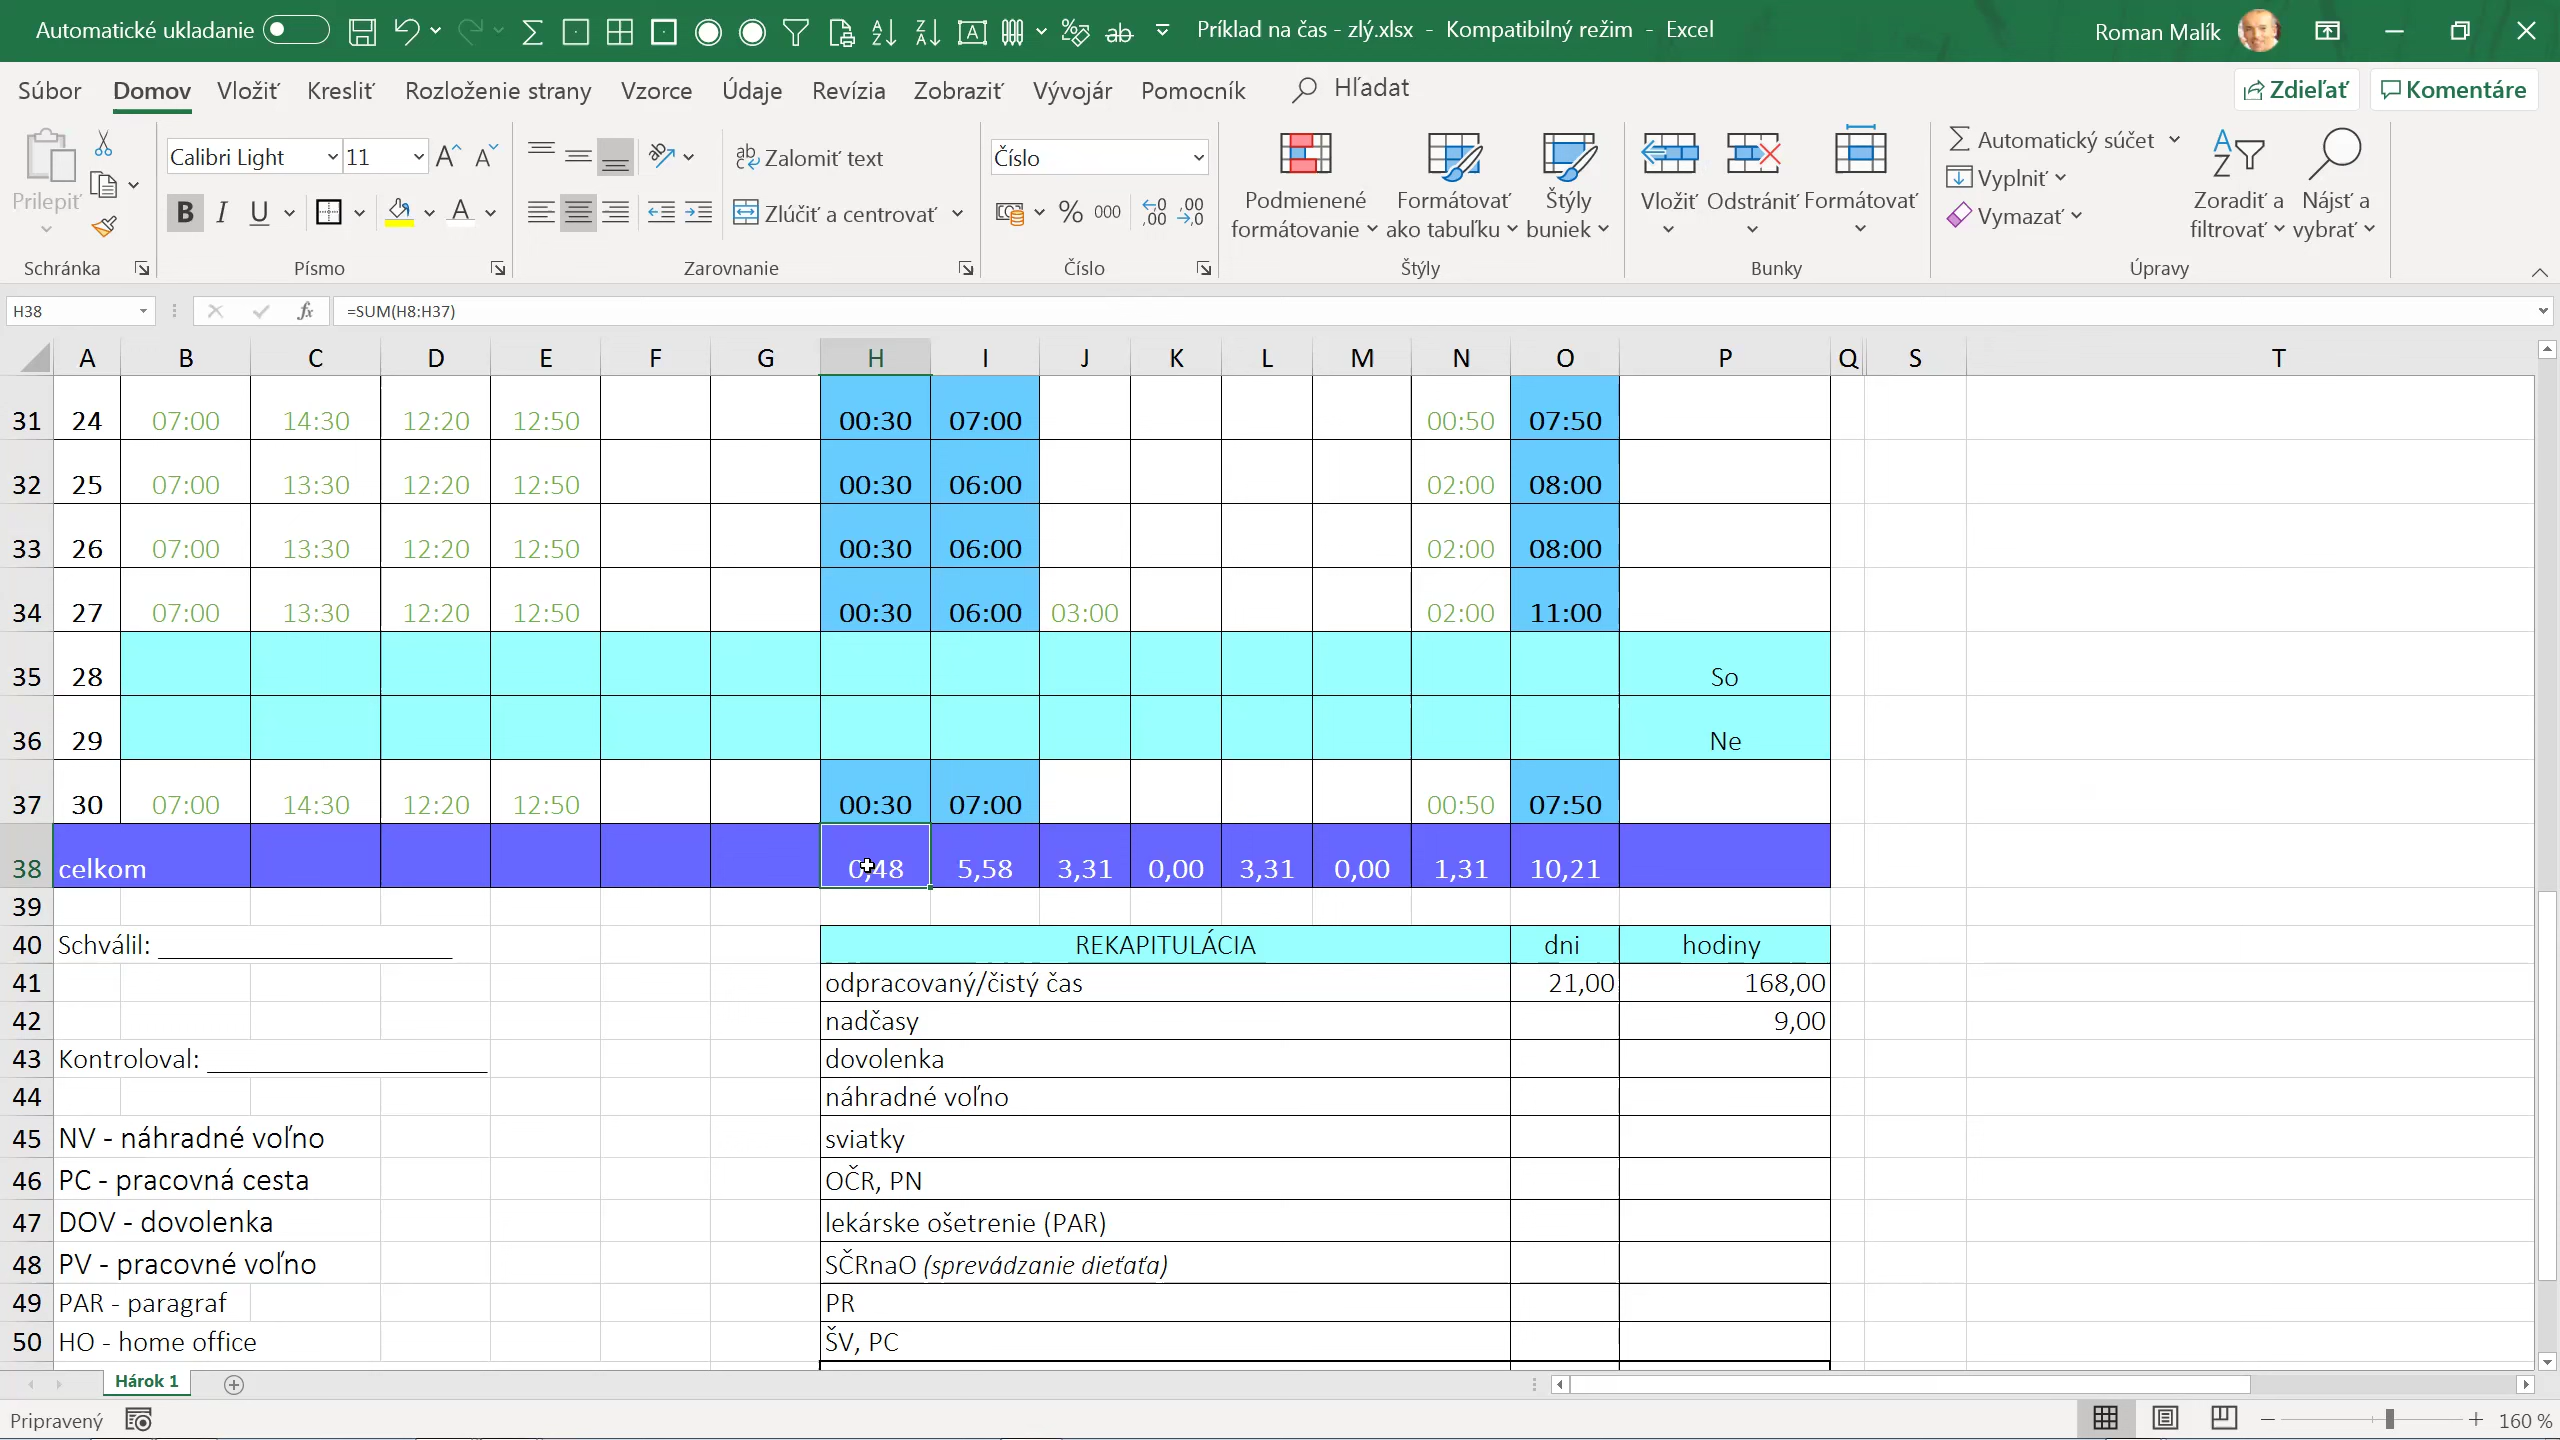 Automatické ukladanie
Príklad na čas - zlý.xlsx - Kompatibilný režim - Excel
Roman Malík
Súbor Domov Vložiť Kresliť Rozloženie strany Vzorce Údaje Revízia Zobraziť Vývojár Pomocník Hľadať
Zdieľať Komentáre
Prilepiť
Calibri Light 11
Zalomiť text
Zlúčiť a centrovať
Číslo
Podmienené formátovanie
Formátovať ako tabuľku
Štýly buniek
Vložiť Odstrániť Formátovať
Automatický súčet
Vyplniť
Vymazať
Zoradiť a filtrovať
Nájsť a vybrať
Schránka Písmo Zarovnanie Číslo Štýly Bunky Úpravy
H38 fx =SUM(H8:H37)
A B C D E F G H I J K L M N O P Q S T
31 24 07:00 14:30 12:20 12:50 00:30 07:00 00:50 07:50
32 25 07:00 13:30 12:20 12:50 00:30 06:00 02:00 08:00
33 26 07:00 13:30 12:20 12:50 00:30 06:00 02:00 08:00
34 27 07:00 13:30 12:20 12:50 00:30 06:00 03:00 02:00 11:00
35 28 So
36 29 Ne
37 30 07:00 14:30 12:20 12:50 00:30 07:00 00:50 07:50
38 celkom 0,48 5,58 3,31 0,00 3,31 0,00 1,31 10,21
39
40 Schválil: REKAPITULÁCIA dni hodiny
41 odpracovaný/čistý čas 21,00 168,00
42 nadčasy 9,00
43 Kontroloval: dovolenka
44 náhradné voľno
45 NV - náhradné voľno sviatky
46 PC - pracovná cesta OČR, PN
47 DOV - dovolenka lekárske ošetrenie (PAR)
48 PV - pracovné voľno SČRnaO (sprevádzanie dieťaťa)
49 PAR - paragraf PR
50 HO - home office ŠV, PC
Hárok 1
Pripravený
160 %